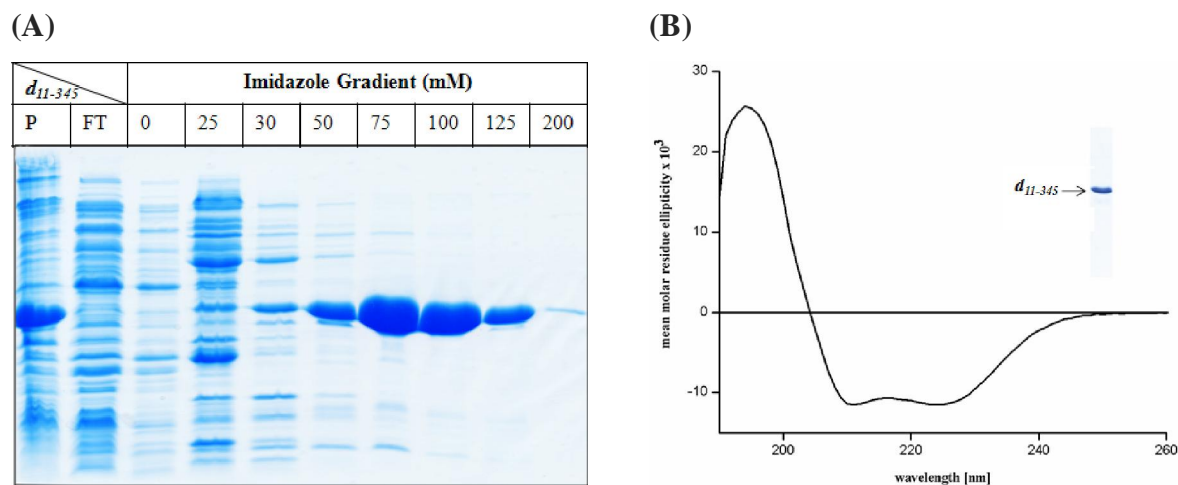 (A)
d11-345
Imidazole Gradient (mM)
P FT 0 25 30 50 75 100 125 200
(B)
mean molar residue ellipticity x 10³
30
20
10
0
-10
d11-345
200 220 240 260
wavelength [nm]